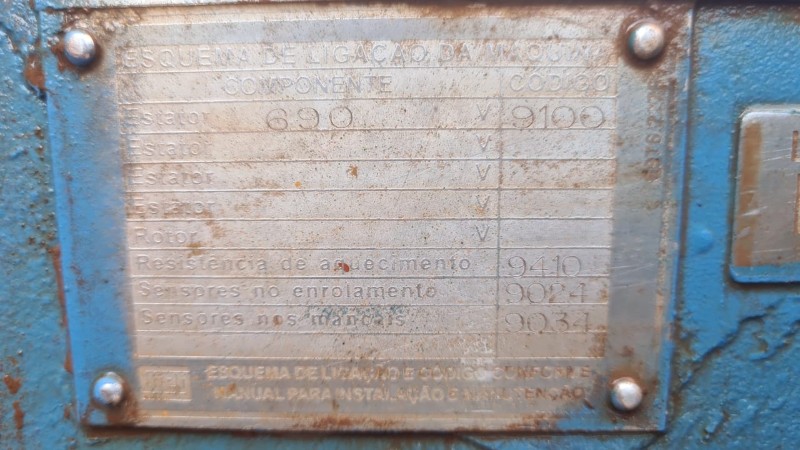 ESQUEMA DE LIGAÇÃO DA MÁQUINA
COMPONENTE CÓDIGO
Estator 690 V 9100
Estator V
Estator V
Estator V
Rotor V
Resistência de aquecimento 9410
Sensores no enrolamento 9024
Sensores nos mancais 9034
WEG ESQUEMA DE LIGAÇÃO E CÓDIGO CONFORME
MANUAL PARA INSTALAÇÃO E MANUTENÇÃO